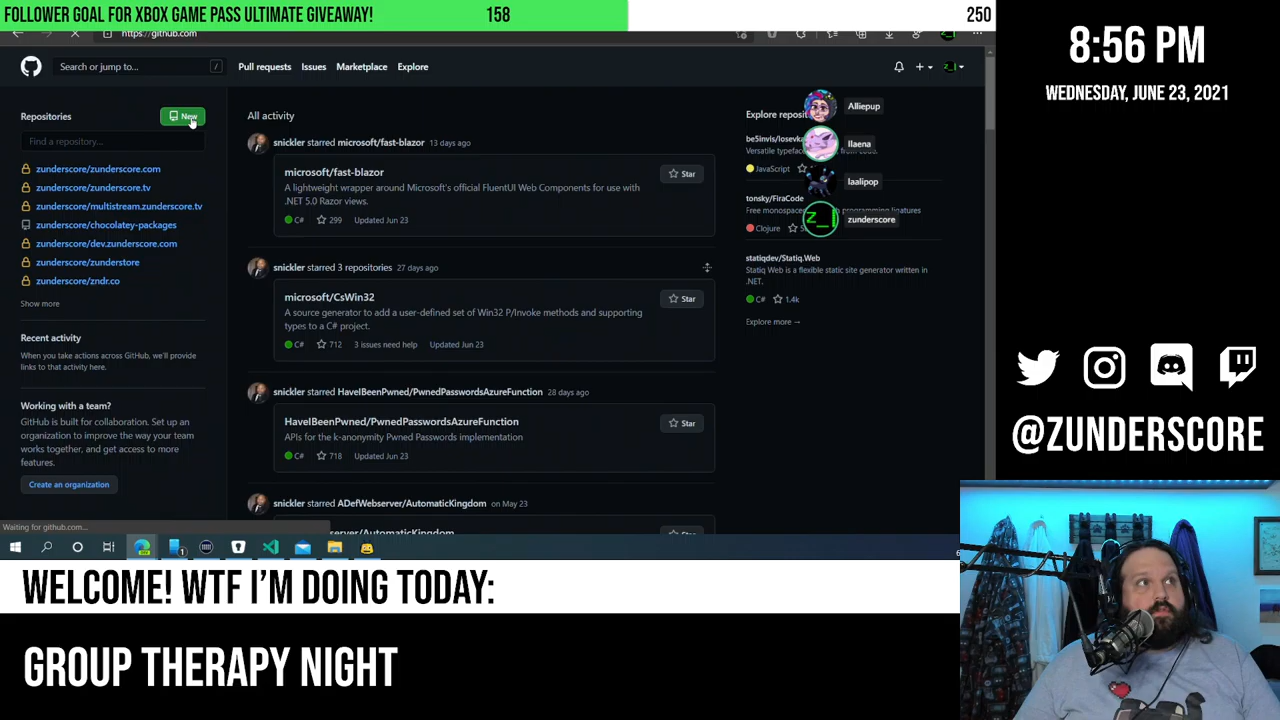 FOLLOWER GOAL FOR XBOX GAME PASS ULTIMATE GIVEAWAY!
158
250
https://github.com
Search or jump to...
/
Pull requests
Issues
Marketplace
Explore
Repositories
New
Find a repository...
zunderscore/zunderscore.com
zunderscore/zunderscore.tv
zunderscore/multistream.zunderscore.tv
zunderscore/chocolatey-packages
zunderscore/dev.zunderscore.com
zunderscore/zunderstore
zunderscore/zndr.co
Show more
Recent activity
When you take actions across GitHub, we'll provide
links to that activity here.
Working with a team?
GitHub is built for collaboration. Set up an
organization to improve the way your team
works together, and get access to more
features.
Create an organization
Waiting for github.com...
All activity
snickler starred microsoft/fast-blazor 13 days ago
microsoft/fast-blazor
Star
A lightweight wrapper around Microsoft's official FluentUI Web Components for use with
.NET 5.0 Razor views.
C#
299
Updated Jun 23
snickler starred 3 repositories 27 days ago
microsoft/CsWin32
Star
A source generator to add a user-defined set of Win32 P/Invoke methods and supporting
types to a C# project.
C#
712
3 issues need help
Updated Jun 23
snickler starred HaveIBeenPwned/PwnedPasswordsAzureFunction 28 days ago
HaveIBeenPwned/PwnedPasswordsAzureFunction
Star
APIs for the k-anonymity Pwned Passwords implementation
C#
718
Updated Jun 23
snickler starred ADefWebserver/AutomaticKingdom on May 23
Explore
be5invis/Iosevka
Versatile typeface
code.
JavaScript
tonsky/FiraCode
Free monospaced
ligatures
Clojure
statiqdev/Statiq.Web
Statiq Web is a flexible static site generator written in
.NET.
C#
1.4k
Explore more →
Alliepup
Ilaena
laalipop
z_
zunderscore
8:56 PM
WEDNESDAY, JUNE 23, 2021
@ZUNDERSCORE
WELCOME! WTF I'M DOING TODAY:
GROUP THERAPY NIGHT